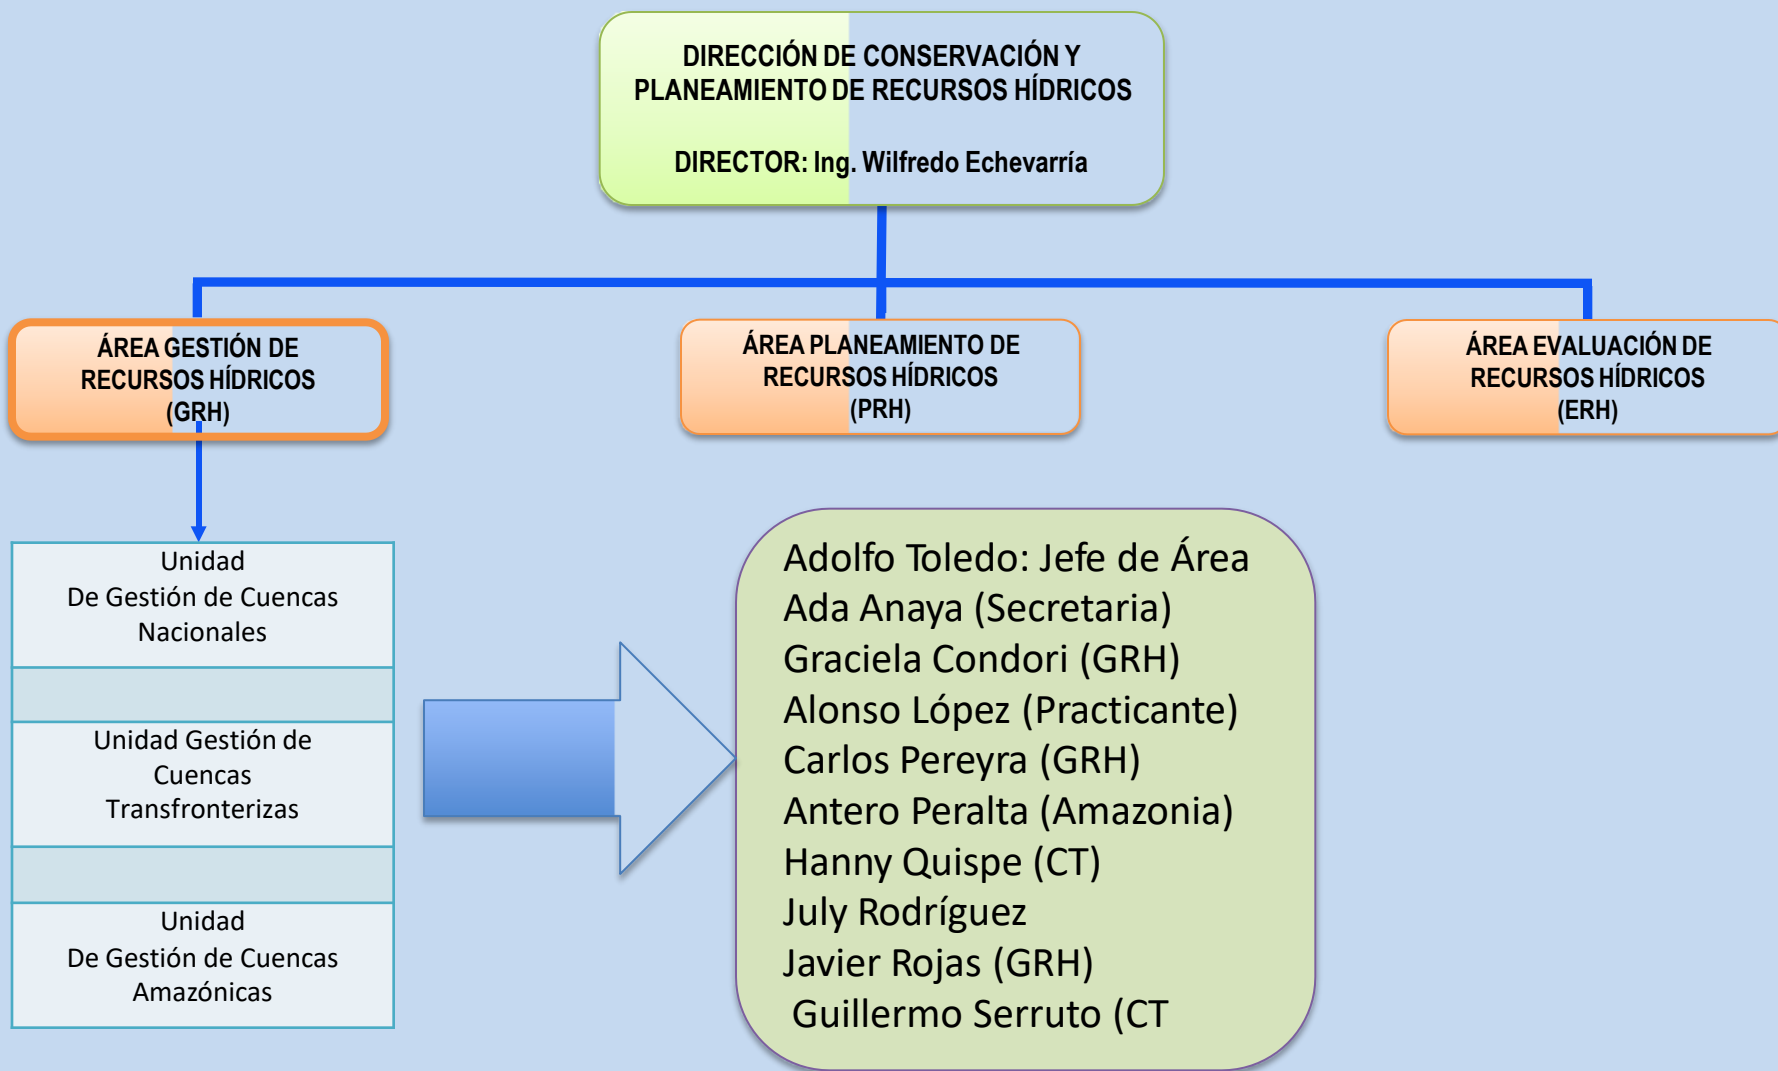 DIRECCIÓN DE CONSERVACIÓN Y
PLANEAMIENTO DE RECURSOS HÍDRICOS
DIRECTOR: Ing. Wilfredo Echevarría
ÁREA GESTIÓN DE
RECURSOS HÍDRICOS
(GRH)
ÁREA PLANEAMIENTO DE
RECURSOS HÍDRICOS
(PRH)
ÁREA EVALUACIÓN DE
RECURSOS HÍDRICOS
(ERH)
Unidad
De Gestión de Cuencas
Nacionales
Unidad Gestión de
Cuencas
Transfronterizas
Unidad
De Gestión de Cuencas
Amazónicas
Adolfo Toledo: Jefe de Área
Ada Anaya (Secretaria)
Graciela Condori (GRH)
Alonso López (Practicante)
Carlos Pereyra (GRH)
Antero Peralta (Amazonia)
Hanny Quispe (CT)
July Rodríguez
Javier Rojas (GRH)
Guillermo Serruto (CT